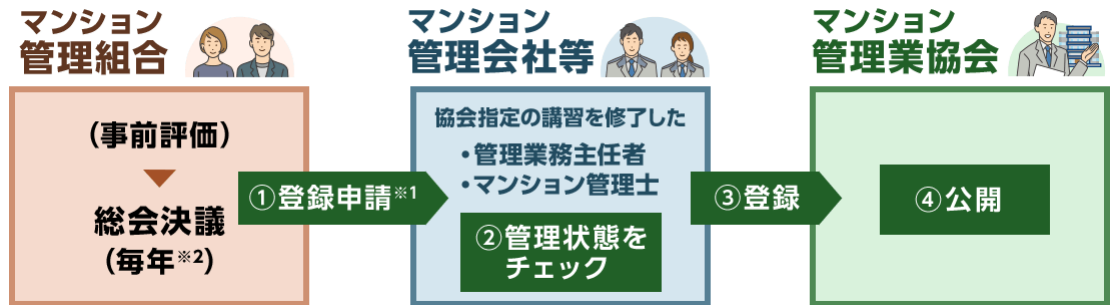 マンション
管理組合
(事前評価)
総会決議
(毎年※2)
①登録申請※1
マンション
管理会社等
協会指定の講習を修了した
・管理業務主任者
・マンション管理士
②管理状態を
チェック
③登録
マンション
管理業協会
④公開